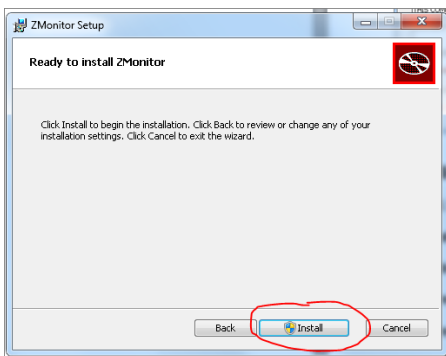 ZMonitor Setup
Ready to install ZMonitor
Click Install to begin the installation. Click Back to review or change any of your
installation settings. Click Cancel to exit the wizard.
Back Install Cancel